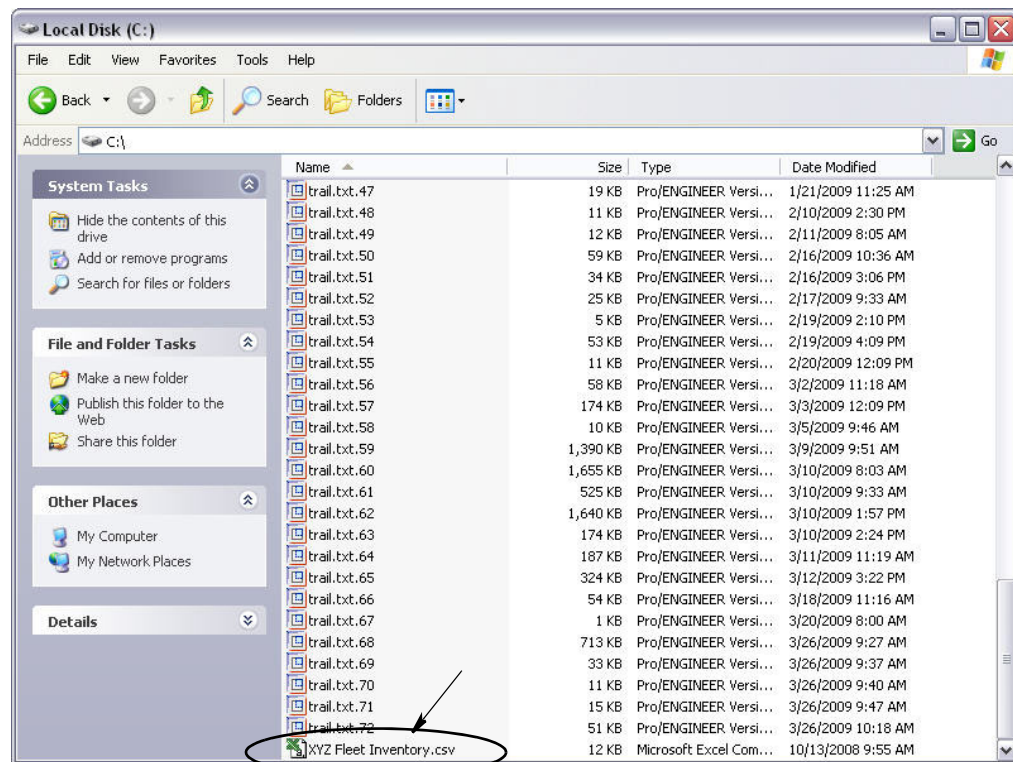 Local Disk (C:)
File Edit View Favorites Tools Help
Back Search Folders
Address C:\ Go
System Tasks
Hide the contents of this
drive
Add or remove programs
Search for files or folders
File and Folder Tasks
Make a new folder
Publish this folder to the
Web
Share this folder
Other Places
My Computer
My Network Places
Details
Name Size Type Date Modified
trail.txt.47 19 KB Pro/ENGINEER Versi... 1/21/2009 11:25 AM
trail.txt.48 11 KB Pro/ENGINEER Versi... 2/10/2009 2:30 PM
trail.txt.49 12 KB Pro/ENGINEER Versi... 2/11/2009 8:05 AM
trail.txt.50 59 KB Pro/ENGINEER Versi... 2/16/2009 10:36 AM
trail.txt.51 34 KB Pro/ENGINEER Versi... 2/16/2009 3:06 PM
trail.txt.52 25 KB Pro/ENGINEER Versi... 2/17/2009 9:33 AM
trail.txt.53 5 KB Pro/ENGINEER Versi... 2/19/2009 2:10 PM
trail.txt.54 53 KB Pro/ENGINEER Versi... 2/19/2009 4:09 PM
trail.txt.55 11 KB Pro/ENGINEER Versi... 2/20/2009 12:09 PM
trail.txt.56 58 KB Pro/ENGINEER Versi... 3/2/2009 11:18 AM
trail.txt.57 174 KB Pro/ENGINEER Versi... 3/3/2009 12:09 PM
trail.txt.58 10 KB Pro/ENGINEER Versi... 3/5/2009 9:46 AM
trail.txt.59 1,390 KB Pro/ENGINEER Versi... 3/9/2009 9:51 AM
trail.txt.60 1,655 KB Pro/ENGINEER Versi... 3/10/2009 8:03 AM
trail.txt.61 525 KB Pro/ENGINEER Versi... 3/10/2009 9:33 AM
trail.txt.62 1,640 KB Pro/ENGINEER Versi... 3/10/2009 1:57 PM
trail.txt.63 174 KB Pro/ENGINEER Versi... 3/10/2009 2:24 PM
trail.txt.64 187 KB Pro/ENGINEER Versi... 3/11/2009 11:19 AM
trail.txt.65 324 KB Pro/ENGINEER Versi... 3/12/2009 3:22 PM
trail.txt.66 54 KB Pro/ENGINEER Versi... 3/18/2009 11:16 AM
trail.txt.67 1 KB Pro/ENGINEER Versi... 3/20/2009 8:00 AM
trail.txt.68 713 KB Pro/ENGINEER Versi... 3/26/2009 9:27 AM
trail.txt.69 33 KB Pro/ENGINEER Versi... 3/26/2009 9:37 AM
trail.txt.70 11 KB Pro/ENGINEER Versi... 3/26/2009 9:40 AM
trail.txt.71 15 KB Pro/ENGINEER Versi... 3/26/2009 9:47 AM
trail.txt.72 51 KB Pro/ENGINEER Versi... 3/26/2009 10:18 AM
XYZ Fleet Inventory.csv 12 KB Microsoft Excel Com... 10/13/2008 9:55 AM